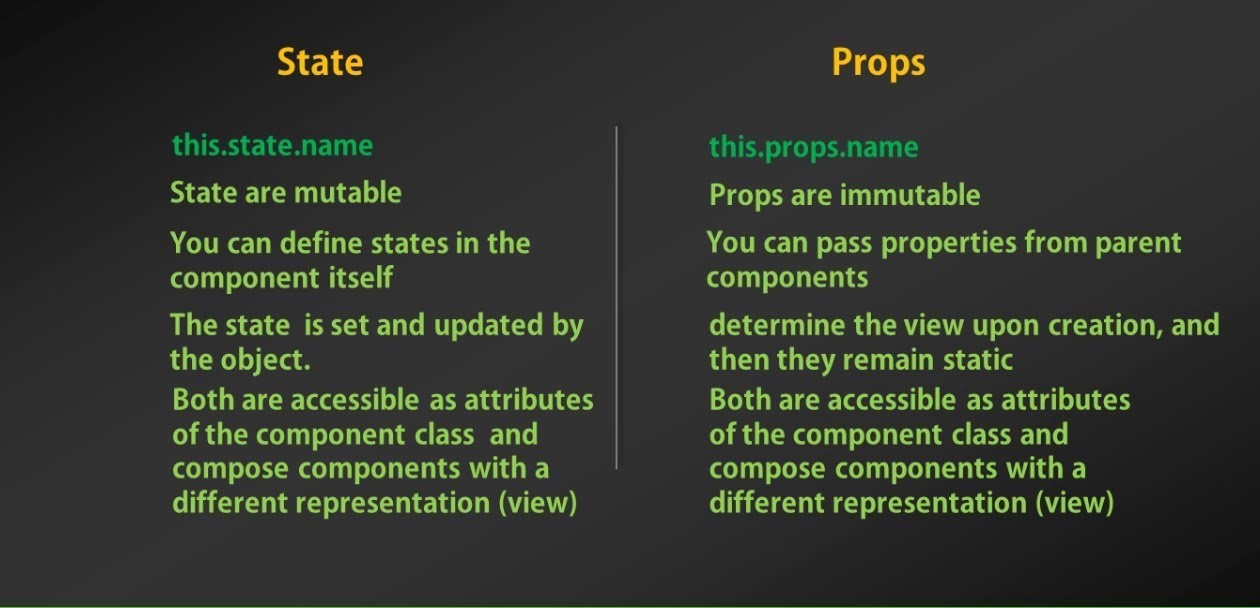 State
this.state.name
State are mutable
You can define states in the
component itself
The state is set and updated by
the object.
Both are accessible as attributes
of the component class and
compose components with a
different representation (view)
Props
this.props.name
Props are immutable
You can pass properties from parent
components
determine the view upon creation, and
then they remain static
Both are accessible as attributes
of the component class and
compose components with a
different representation (view)